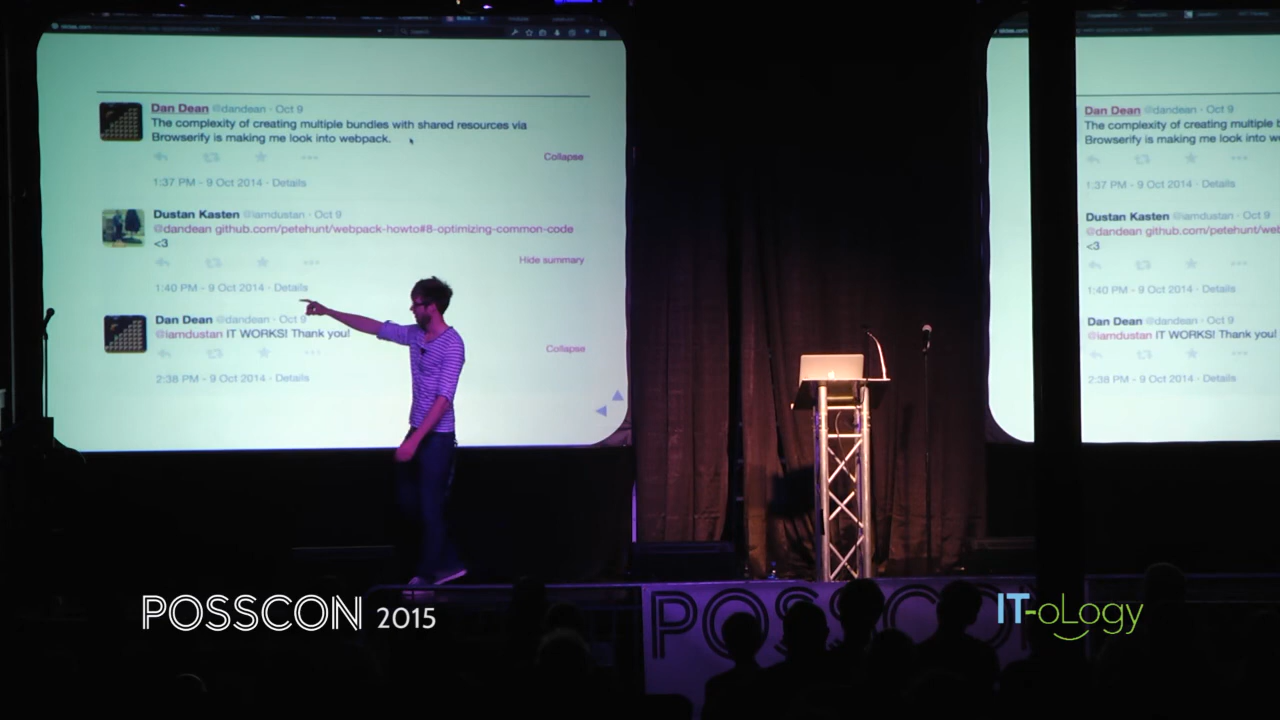 Dan Dean @dandean · Oct 9
The complexity of creating multiple bundles with shared resources via
Browserify is making me look into webpack.
Collapse
1:37 PM - 9 Oct 2014 · Details
Dustan Kasten @iamdustan · Oct 9
@dandean github.com/petehunt/webpack-howto#8-optimizing-common-code
<3
Hide summary
1:40 PM - 9 Oct 2014 · Details
Dan Dean @dandean · Oct 9
@iamdustan IT WORKS! Thank you!
Collapse
2:38 PM - 9 Oct 2014 · Details
Dan Dean @dandean · Oct 9
The complexity of creating multiple
Browserify is making me look into
1:37 PM - 9 Oct 2014 · Details
Dustan Kasten @iamdustan · Oct 9
@dandean github.com/petehunt/
<3
1:40 PM - 9 Oct 2014 · Details
Dan Dean @dandean · Oct 9
@iamdustan IT WORKS! Thank you!
2:38 PM - 9 Oct 2014 · Details
POSSCON 2015
POSSCO
IT-oLogy